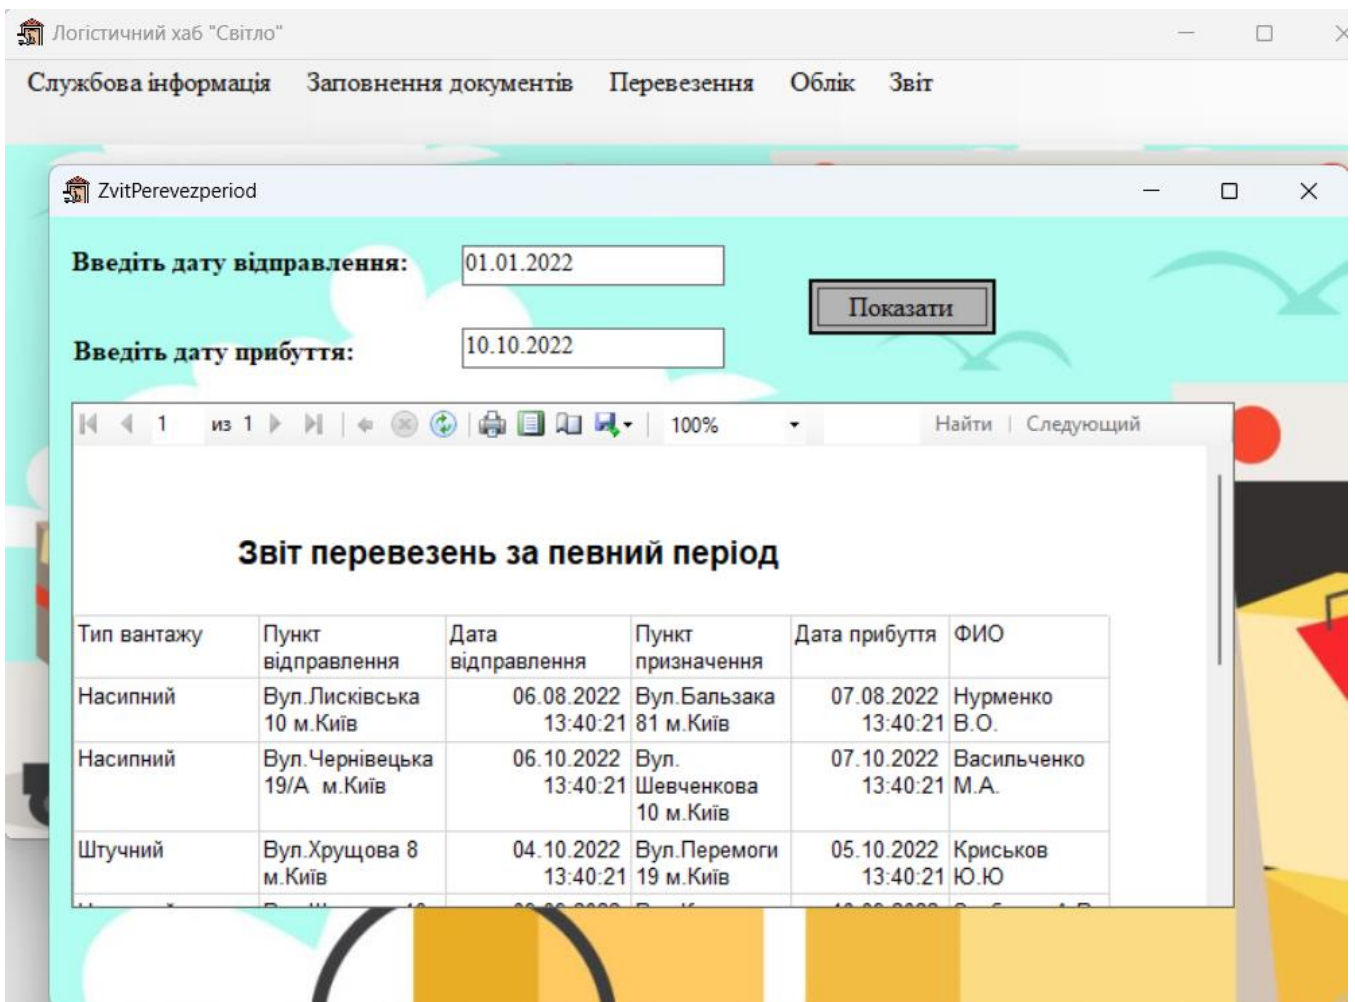 Логістичний хаб "Світло"
Службова інформація Заповнення документів Перевезення Облік Звіт
ZvitPerevezperiod
Введіть дату відправлення: 01.01.2022
Показати
Введіть дату прибуття: 10.10.2022
1 из 1 100% Найти | Следующий
Звіт перевезень за певний період
Тип вантажу Пункт Дата Пункт Дата прибуття ФИО
відправлення відправлення призначення
Насипний Вул.Лисківська 06.08.2022 Вул.Бальзака 07.08.2022 Нурменко
10 м.Київ 13:40:21 81 м.Київ 13:40:21 В.О.
Насипний Вул.Чернівецька 06.10.2022 Вул. 07.10.2022 Васильченко
19/А м.Київ 13:40:21 Шевченкова 13:40:21 М.А.
10 м.Київ
Штучний Вул.Хрущова 8 04.10.2022 Вул.Перемоги 05.10.2022 Криськов
м.Київ 13:40:21 19 м.Київ 13:40:21 Ю.Ю